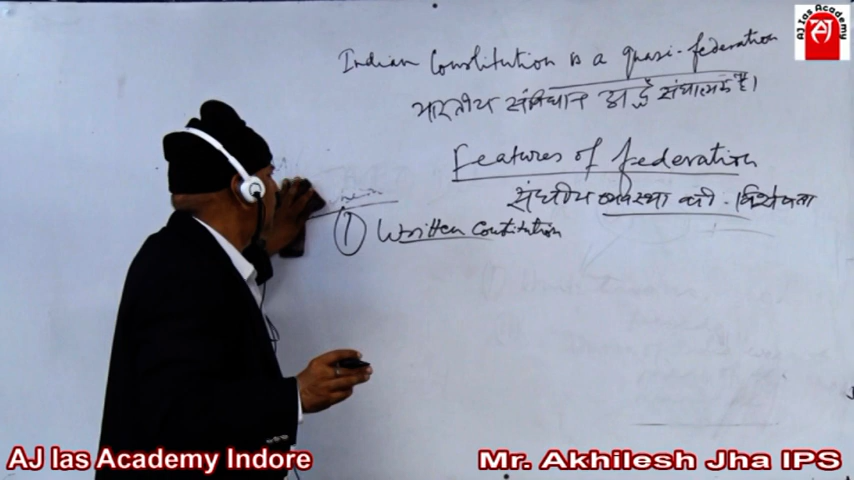 Indian Constitution is a quasi-federation
भारतीय संविधान अर्द्ध संघात्मक है।
Features of federation
संघीय व्यवस्था की विशेषता
① Written Constitution
AJ Ias Academy
AJ Ias Academy Indore
Mr. Akhilesh Jha IPS